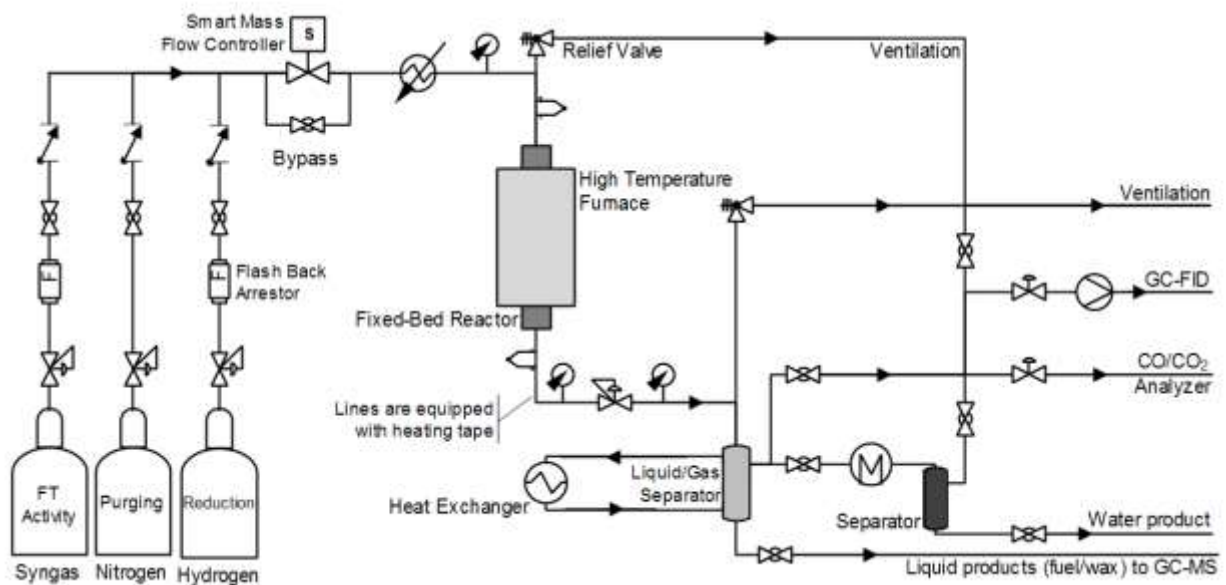 Smart Mass
Flow Controller
S
Relief Valve
Ventilation
Bypass
High Temperature
Furnace
Ventilation
F
F
Flash Back
Arrestor
GC-FID
Fixed-Bed Reactor
CO/CO₂
Analyzer
Lines are equipped
with heating tape
FT
Activity
Purging
Reduction
Heat Exchanger
Liquid/Gas
Separator
M
Separator
Water product
Liquid products (fuel/wax) to GC-MS
Syngas
Nitrogen
Hydrogen